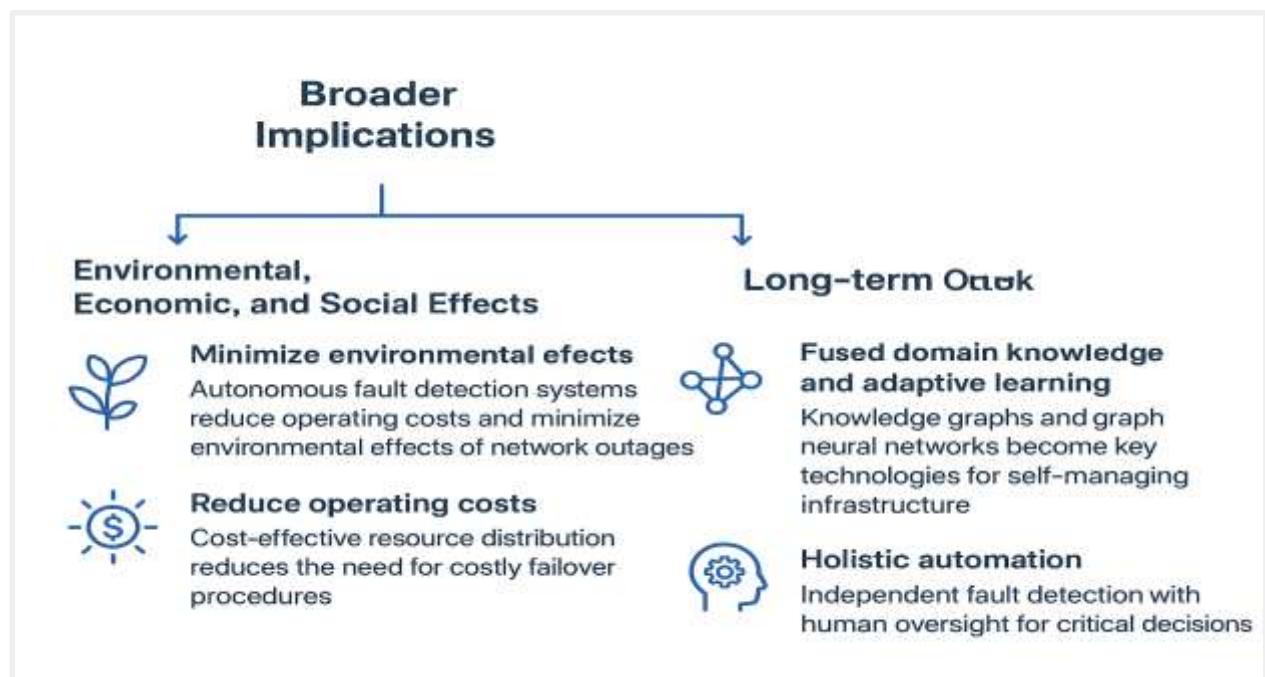 Broader
Implications
Environmental,
Economic, and Social Effects
Minimize environmental efects
Autonomous fault detection systems
reduce operating costs and minimize
environmental effects of network outages
Reduce operating costs
Cost-effective resource distribution
reduces the need for costly failover
procedures
Long-term
Fused domain knowledge
and adaptive learning
Knowledge graphs and graph
neural networks become key
technologies for self-managing
infrastructure
Holistic automation
Independent fault detection with
human oversight for critical decisions
$